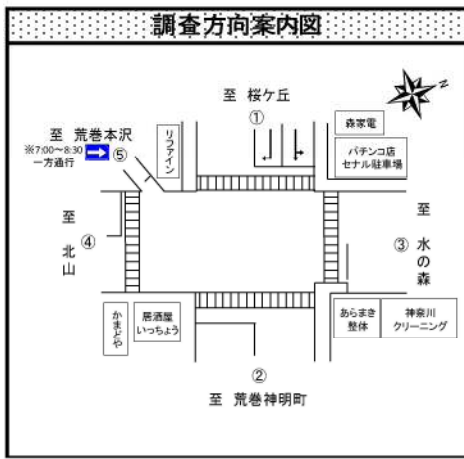 調査方向案内図
至 桜ケ丘
①
N
森家電
パチンコ店
セナル駐車場
リファイン
至 荒巻本沢
※7:00～8:30
一方通行
⑤
至 北山
④
至 水の森
③
かまどや
居酒屋
いっちょう
あらまき
整体
神奈川
クリーニング
②
至 荒巻神明町